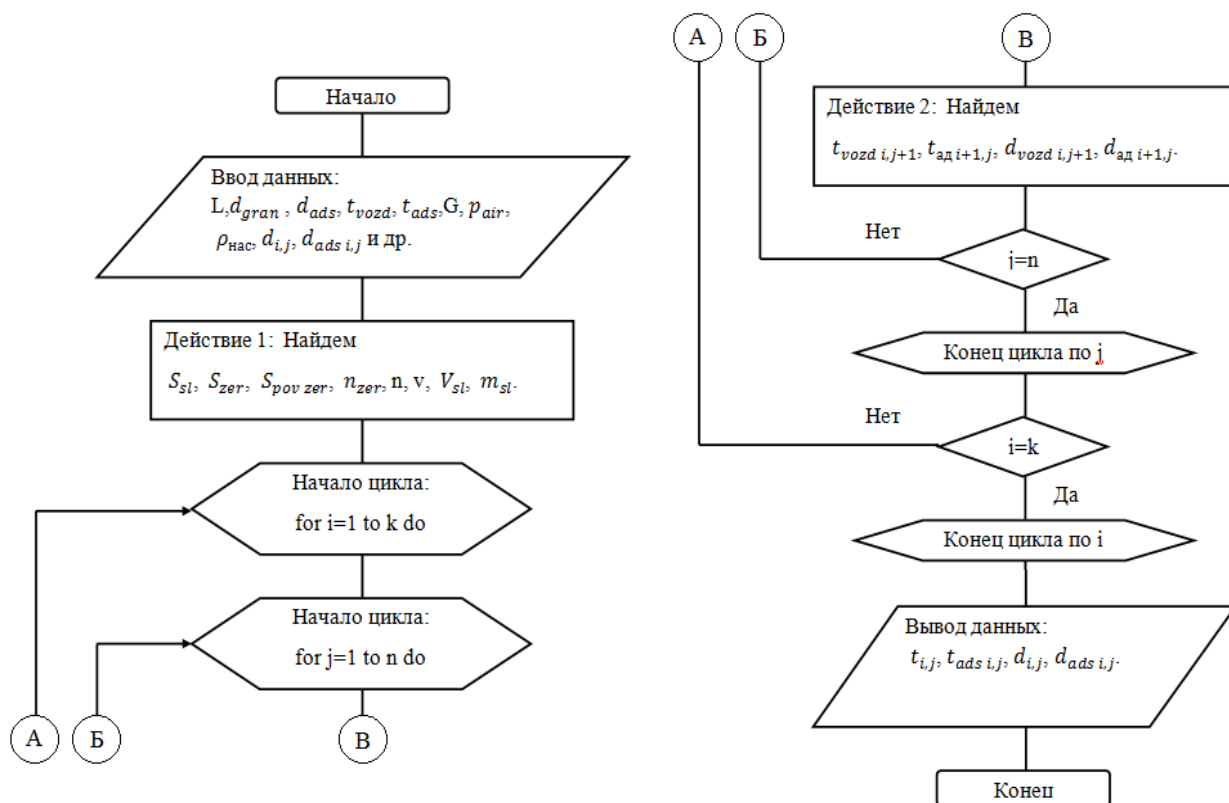 Начало
Ввод данных:
L,d_gran , d_ads, t_vozd, t_ads,G, p_air,
ρ_нас, d_i,j, d_ads i,j и др.
Действие 1: Найдем
S_sl, S_zer, S_pov zer, n_zer, n, v, V_sl, m_sl.
Начало цикла:
for i=1 to k do
Начало цикла:
for j=1 to n do
А
Б
В
А
Б
В
Действие 2: Найдем
t_vozd i,j+1, t_ад i+1,j, d_vozd i,j+1, d_ад i+1,j.
Нет
j=n
Да
Конец цикла по j
Нет
i=k
Да
Конец цикла по i
Вывод данных:
t_i,j, t_ads i,j, d_i,j, d_ads i,j.
Конец